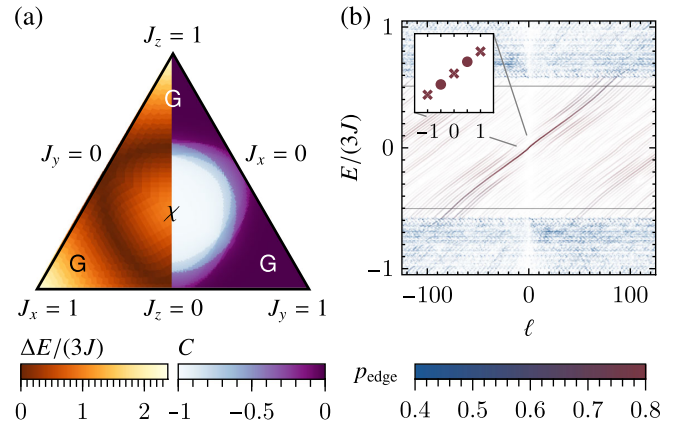 (a)
J_z = 1
G
J_y = 0
J_x = 0
χ
G
G
J_x = 1
J_z = 0
J_y = 1
ΔE/(3J)
0
1
2
C
−1
−0.5
0
(b)
E/(3J)
1
0
−1
−1 0 1
−100
0
100
ℓ
p_edge
0.4
0.5
0.6
0.7
0.8